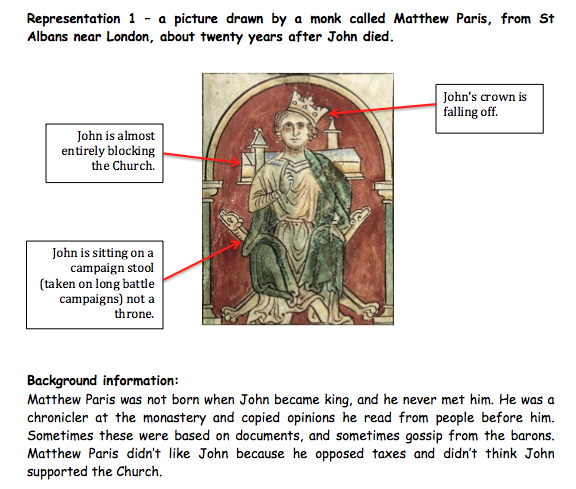 Representation 1 – a picture drawn by a monk called Matthew Paris, from St
Albans near London, about twenty years after John died.
John's crown is
falling off.
John is almost
entirely blocking
the Church.
John is sitting on a
campaign stool
(taken on long battle
campaigns) not a
throne.
Background information:
Matthew Paris was not born when John became king, and he never met him. He was a
chronicler at the monastery and copied opinions he read from people before him.
Sometimes these were based on documents, and sometimes gossip from the barons.
Matthew Paris didn't like John because he opposed taxes and didn't think John
supported the Church.